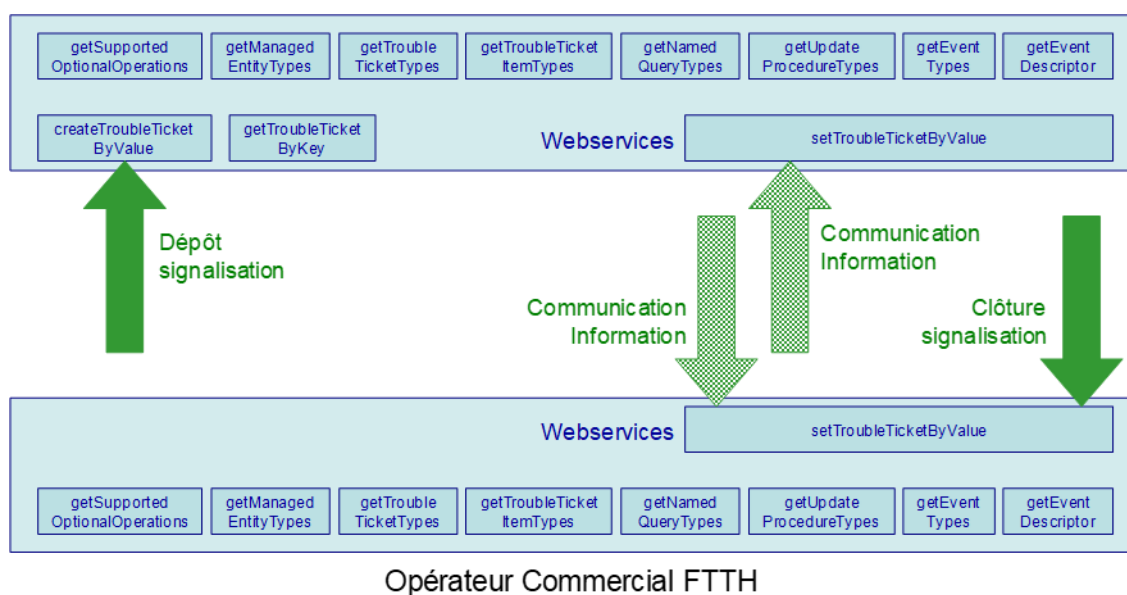 getSupported
OptionalOperations
getManaged
EntityTypes
getTrouble
TicketTypes
getTroubleTicket
ItemTypes
getNamed
QueryTypes
getUpdate
ProcedureTypes
getEvent
Types
getEvent
Descriptor
createTroubleTicket
ByValue
getTroubleTicket
ByKey
Webservices
setTroubleTicketByValue
Dépôt
signalisation
Communication
Information
Communication
Information
Clôture
signalisation
Webservices
setTroubleTicketByValue
getSupported
OptionalOperations
getManaged
EntityTypes
getTrouble
TicketTypes
getTroubleTicket
ItemTypes
getNamed
QueryTypes
getUpdate
ProcedureTypes
getEvent
Types
getEvent
Descriptor
Opérateur Commercial FTTH